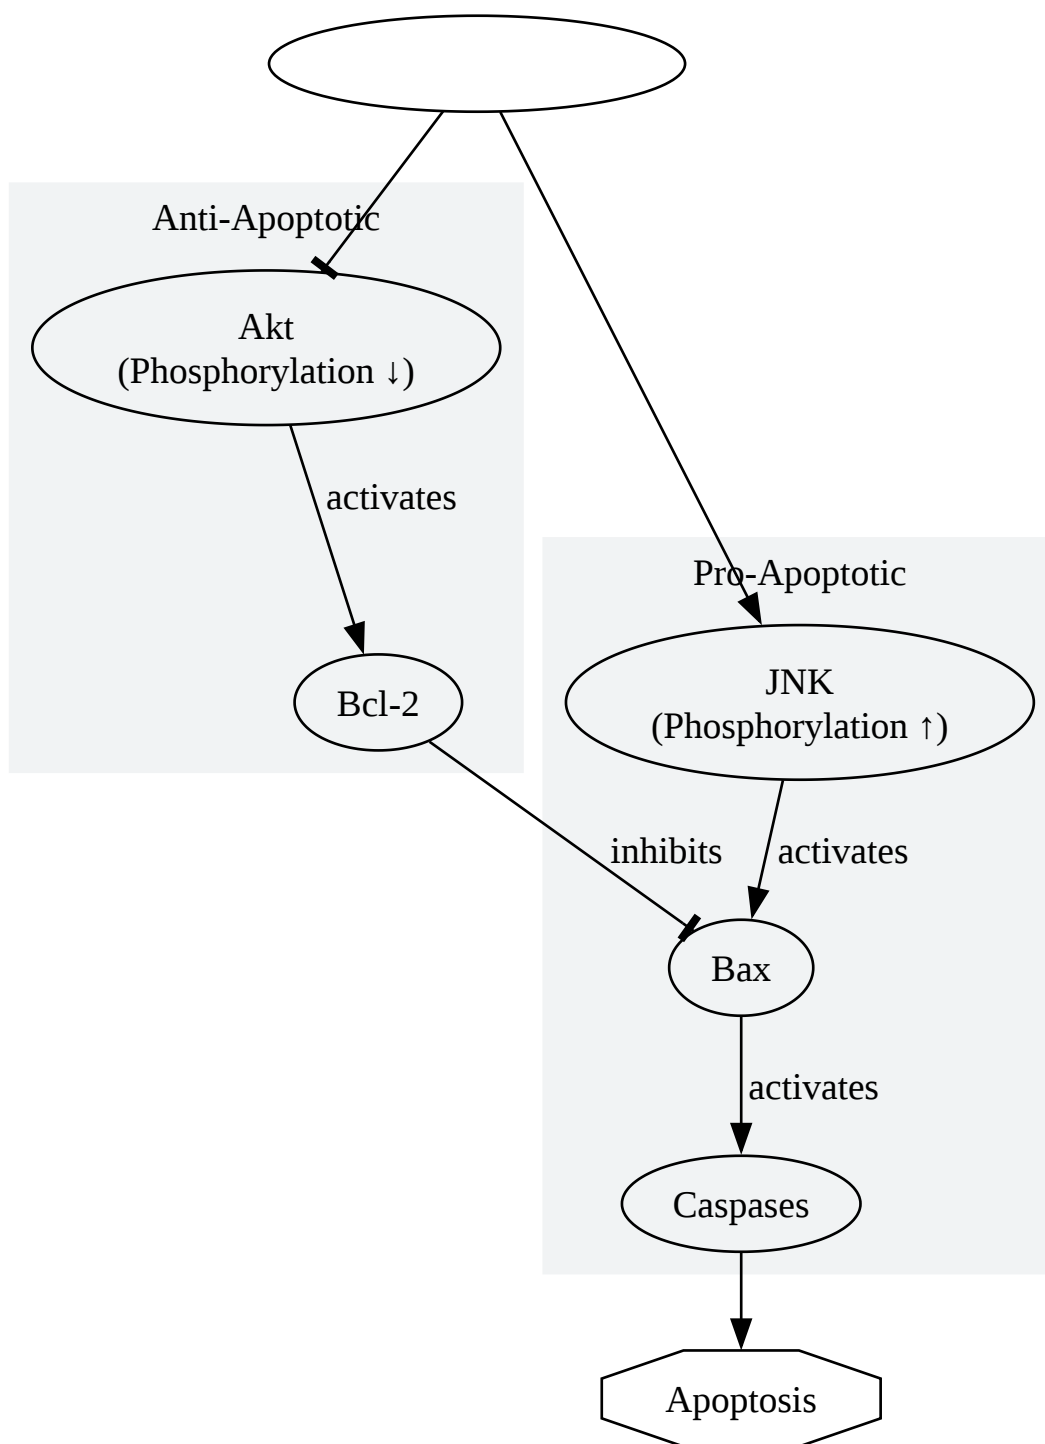 Anti-Apoptotic
Akt
(Phosphorylation ↓)
activates
Pro-Apoptotic
Bcl-2
JNK
(Phosphorylation ↑)
inhibits
activates
Bax
activates
Caspases
Apoptosis